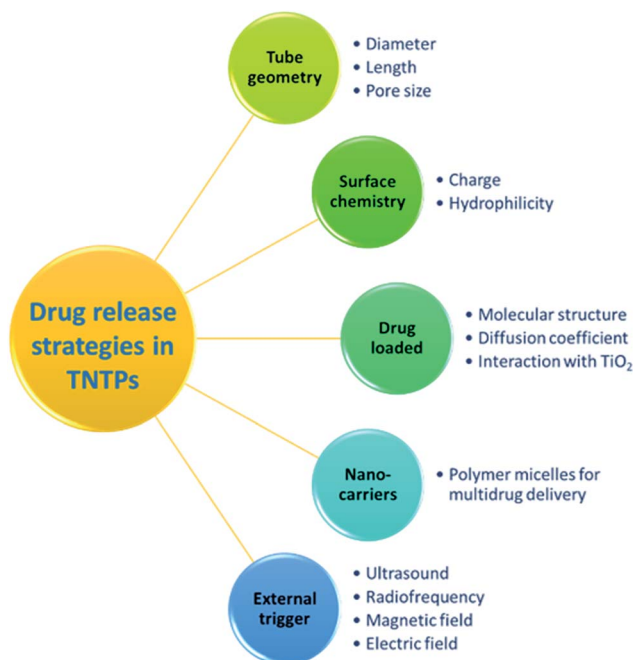 Tube
geometry
• Diameter
• Length
• Pore size
Surface
chemistry
• Charge
• Hydrophilicity
Drug release
strategies in
TNTPs
Drug
loaded
• Molecular structure
• Diffusion coefficient
• Interaction with TiO₂
Nano-
carriers
• Polymer micelles for
multidrug delivery
External
trigger
• Ultrasound
• Radiofrequency
• Magnetic field
• Electric field